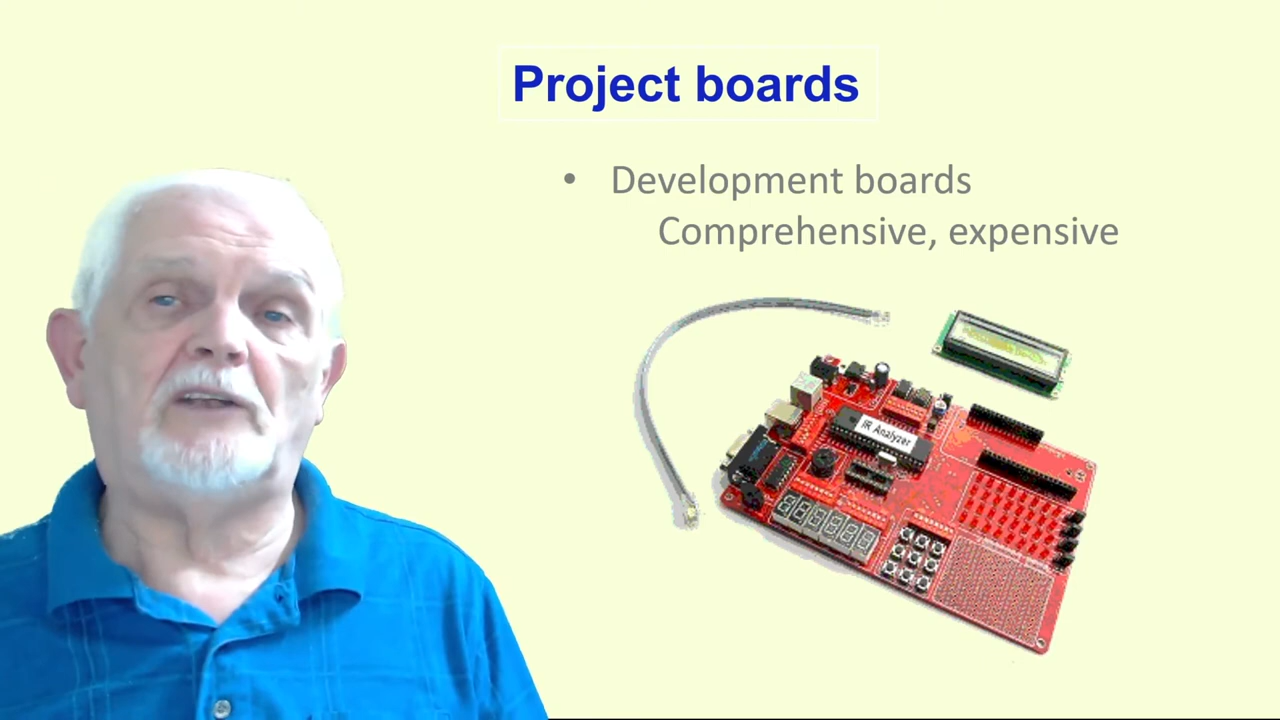 Project boards
• Development boards
Comprehensive, expensive
IR Analyzer